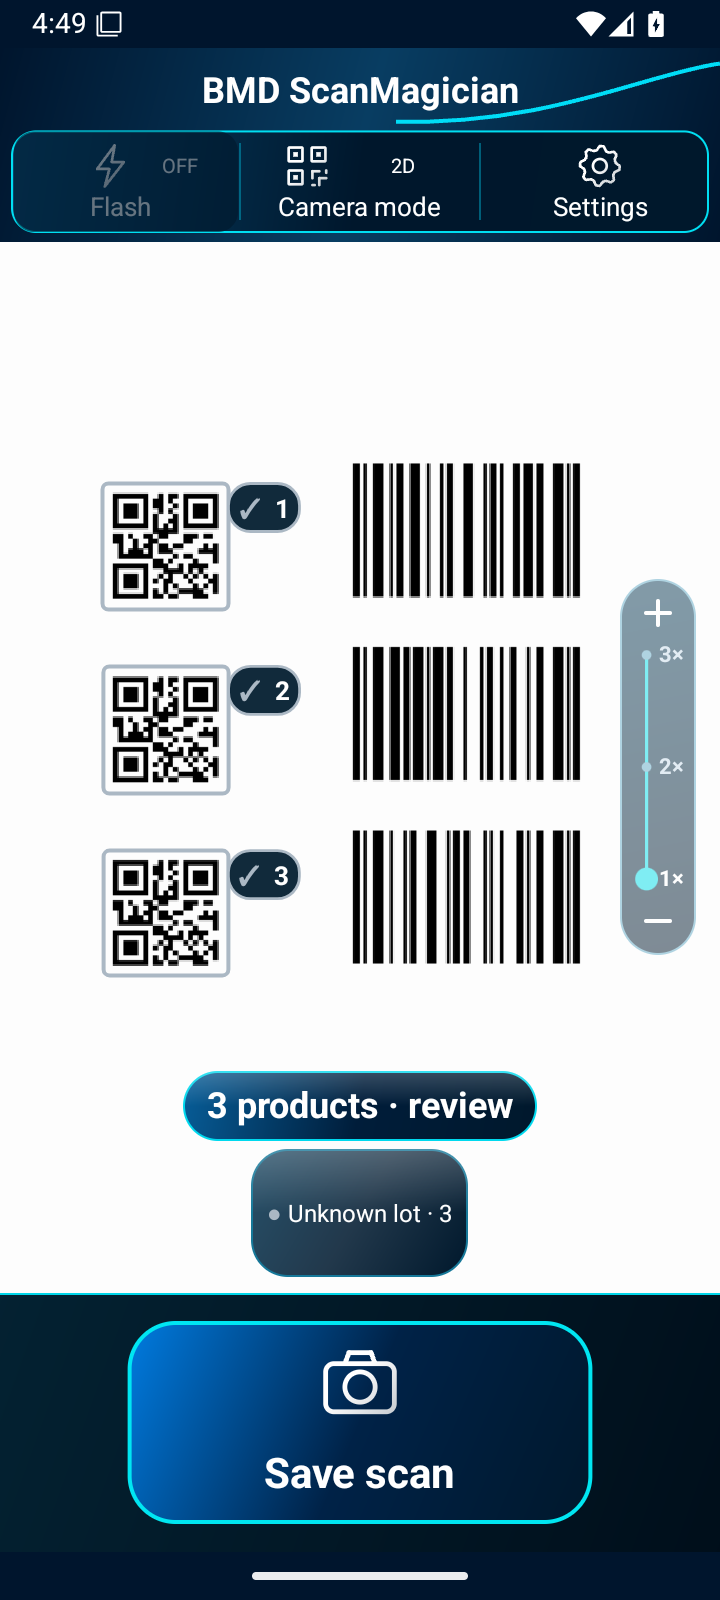 4:49
BMD ScanMagician
OFF
Flash
2D
Camera mode
Settings
✓ 1
✓ 2
✓ 3
+
3×
2×
1×
−
3 products · review
Unknown lot · 3
Save scan